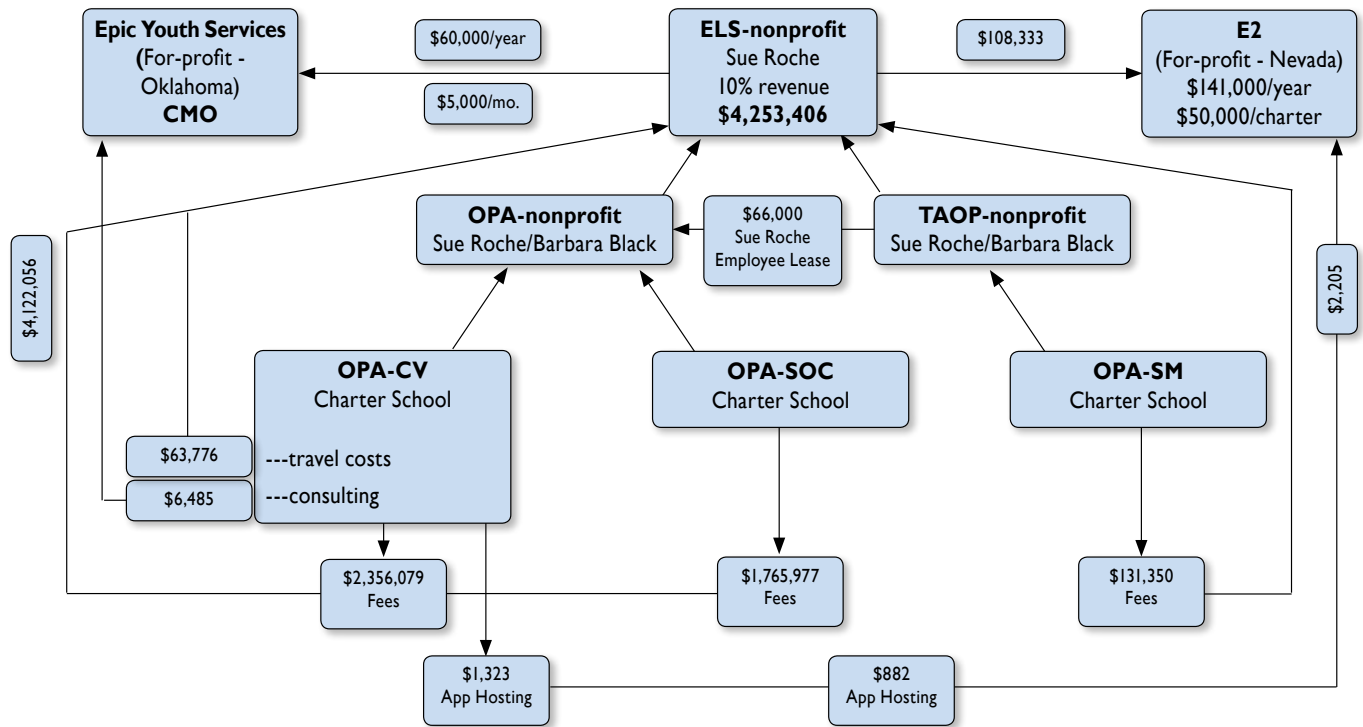 Epic Youth Services
(For-profit -
Oklahoma)
CMO
$60,000/year
$5,000/mo.
ELS-nonprofit
Sue Roche
10% revenue
$4,253,406
$108,333
E2
(For-profit - Nevada)
$141,000/year
$50,000/charter
OPA-nonprofit
Sue Roche/Barbara Black
$66,000
Sue Roche
Employee Lease
TAOP-nonprofit
Sue Roche/Barbara Black
$4,122,056
$2,205
OPA-CV
Charter School
OPA-SOC
Charter School
OPA-SM
Charter School
$63,776
---travel costs
$6,485
---consulting
$2,356,079
Fees
$1,765,977
Fees
$131,350
Fees
$1,323
App Hosting
$882
App Hosting